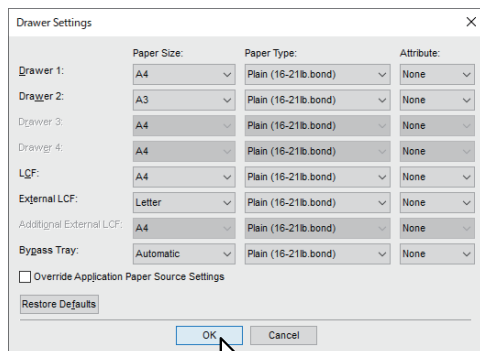 Drawer Settings
Paper Size: Paper Type: Attribute:
Drawer 1: A4 Plain (16-21lb.bond) None
Drawer 2: A3 Plain (16-21lb.bond) None
Drawer 3: A4 Plain (16-21lb.bond) None
Drawer 4: A4 Plain (16-21lb.bond) None
LCF: A4 Plain (16-21lb.bond) None
External LCF: Letter Plain (16-21lb.bond) None
Additional External LCF: A4 Plain (16-21lb.bond) None
Bypass Tray: Automatic Plain (16-21lb.bond) None
Override Application Paper Source Settings
Restore Defaults
OK Cancel